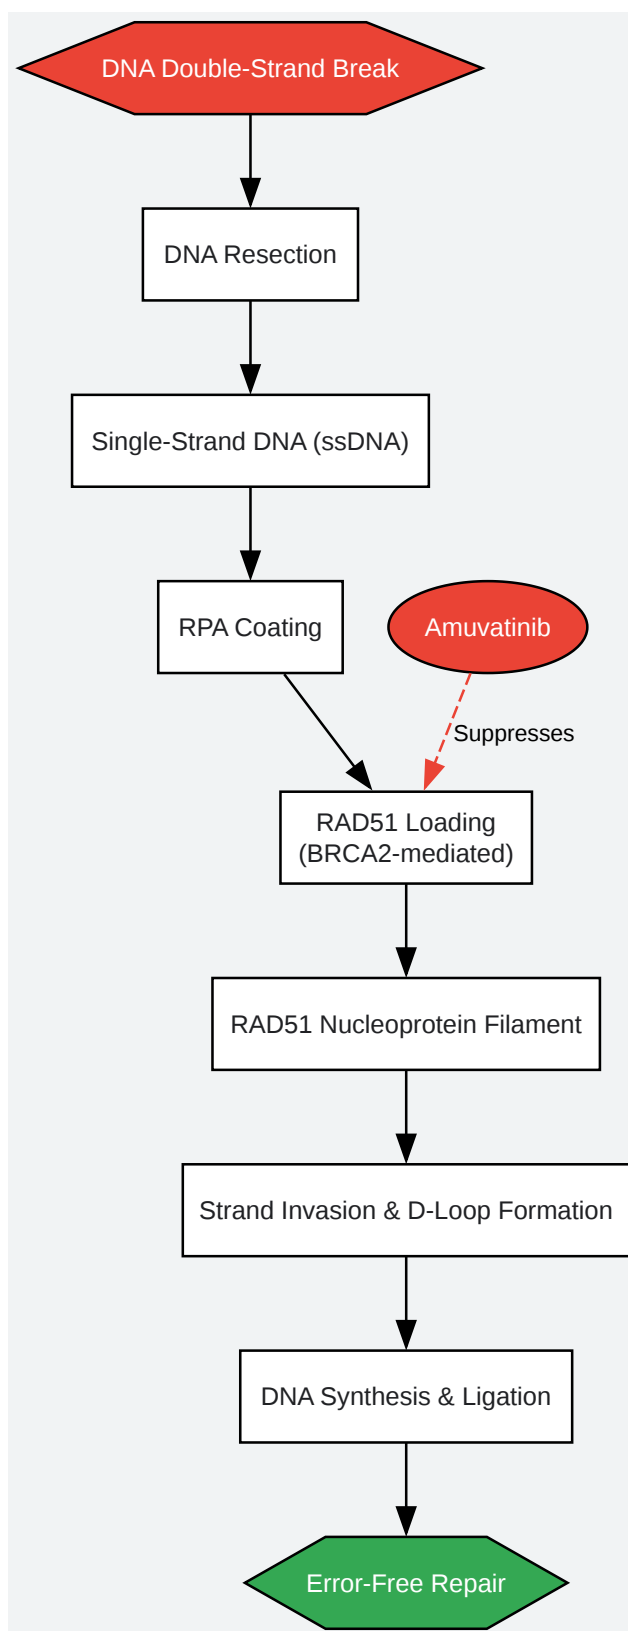 DNA Double-Strand Break
DNA Resection
Single-Strand DNA (ssDNA)
RPA Coating
Amuvatinib
Suppresses
RAD51 Loading
(BRCA2-mediated)
RAD51 Nucleoprotein Filament
Strand Invasion & D-Loop Formation
DNA Synthesis & Ligation
Error-Free Repair